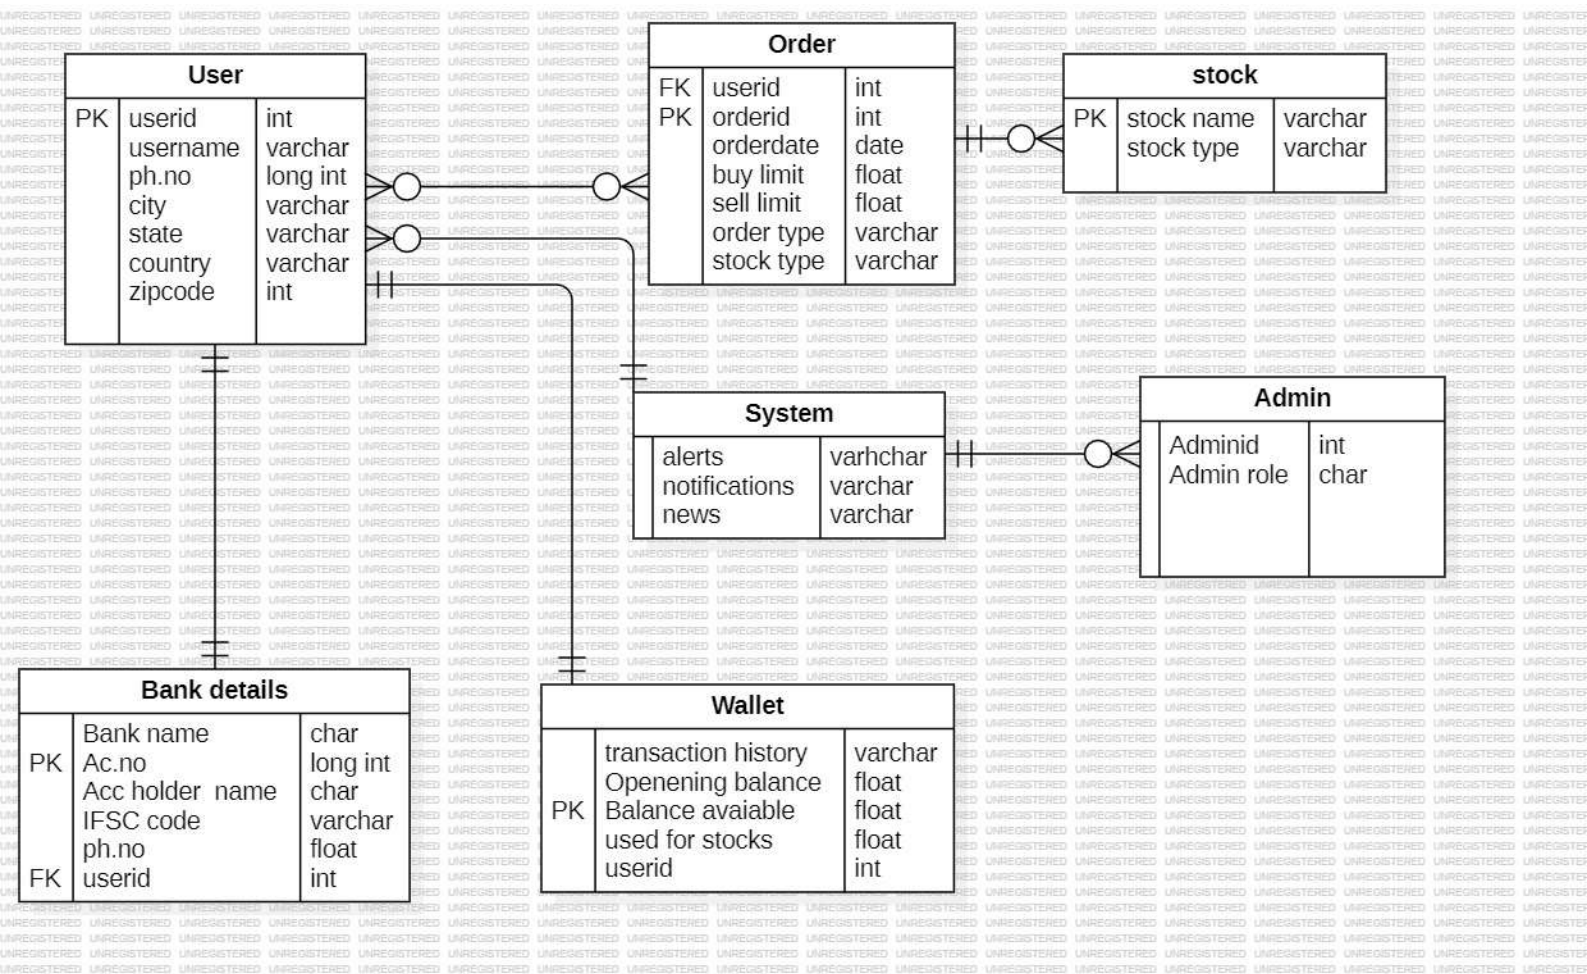 User
PK userid int
username varchar
ph.no long int
city varchar
state varchar
country varchar
zipcode int
Order
FK userid int
PK orderid int
orderdate date
buy limit float
sell limit float
order type varchar
stock type varchar
stock
PK stock name varchar
stock type varchar
System
alerts varhchar
notifications varchar
news varchar
Admin
Adminid int
Admin role char
Bank details
Bank name char
PK Ac.no long int
Acc holder name char
IFSC code varchar
ph.no float
FK userid int
Wallet
transaction history varchar
Openening balance float
PK Balance avaiable float
used for stocks float
userid int
UNREGISTERED